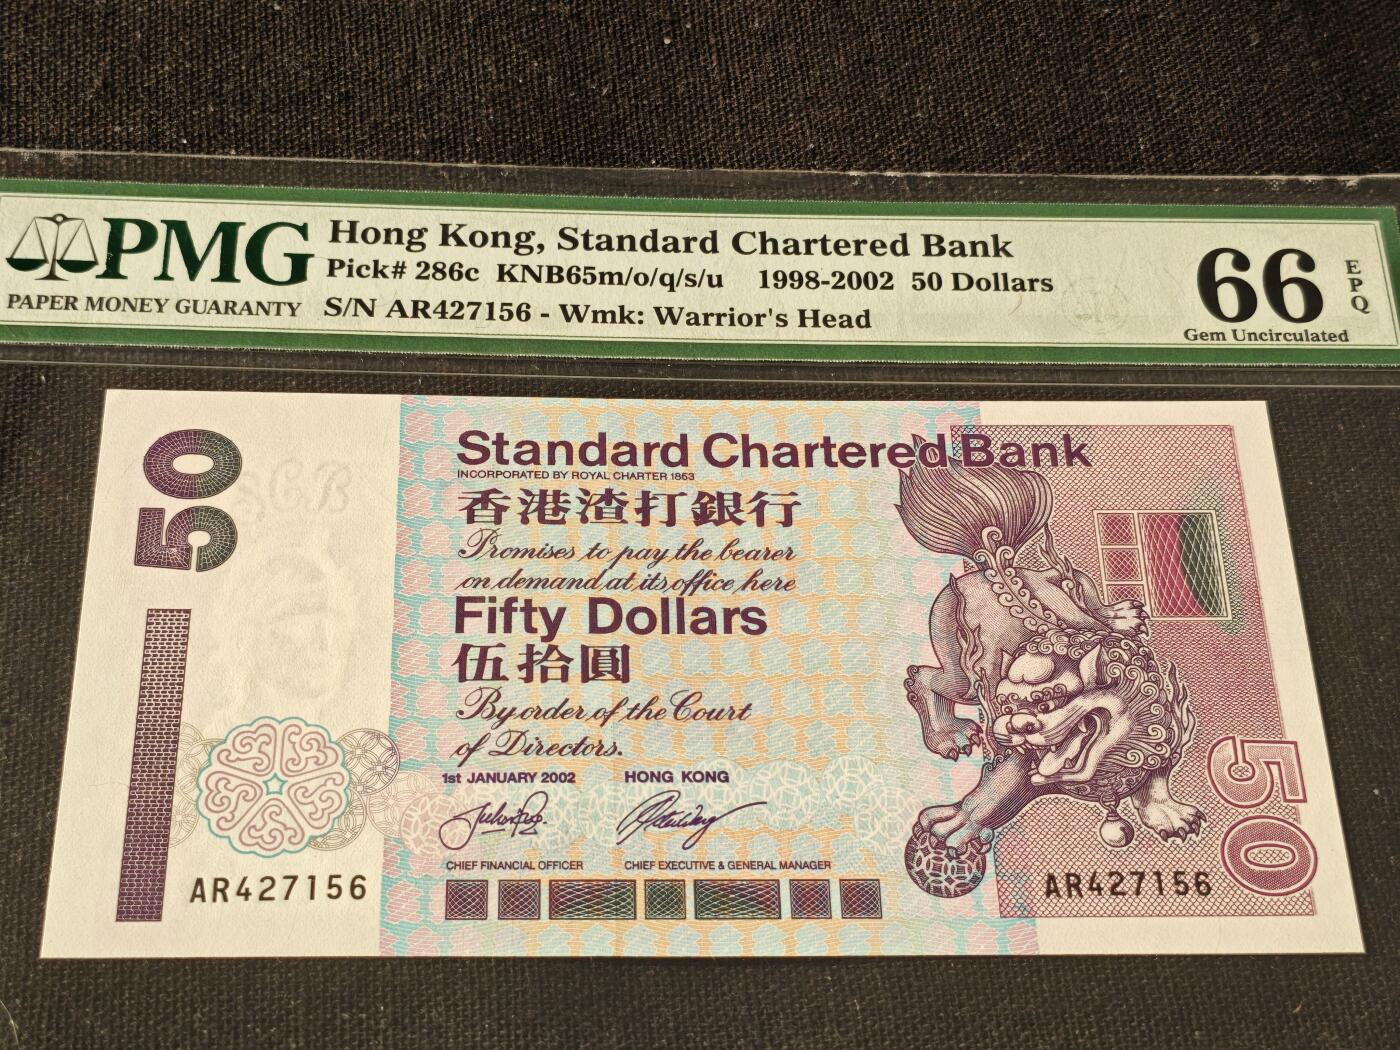 PMG
PAPER MONEY GUARANTY
Hong Kong, Standard Chartered Bank
Pick# 286c KNB65m/o/q/s/u 1998-2002 50 Dollars
S/N AR427156 - Wmk: Warrior's Head
66
EPQ
Gem Uncirculated
50
SCB
Standard Chartered Bank
INCORPORATED BY ROYAL CHARTER 1853
香港渣打銀行
Promises to pay the bearer
on demand at its office here
Fifty Dollars
伍拾圓
By order of the Court
of Directors.
1st JANUARY 2002 HONG KONG
CHIEF FINANCIAL OFFICER CHIEF EXECUTIVE & GENERAL MANAGER
AR427156
AR427156
50